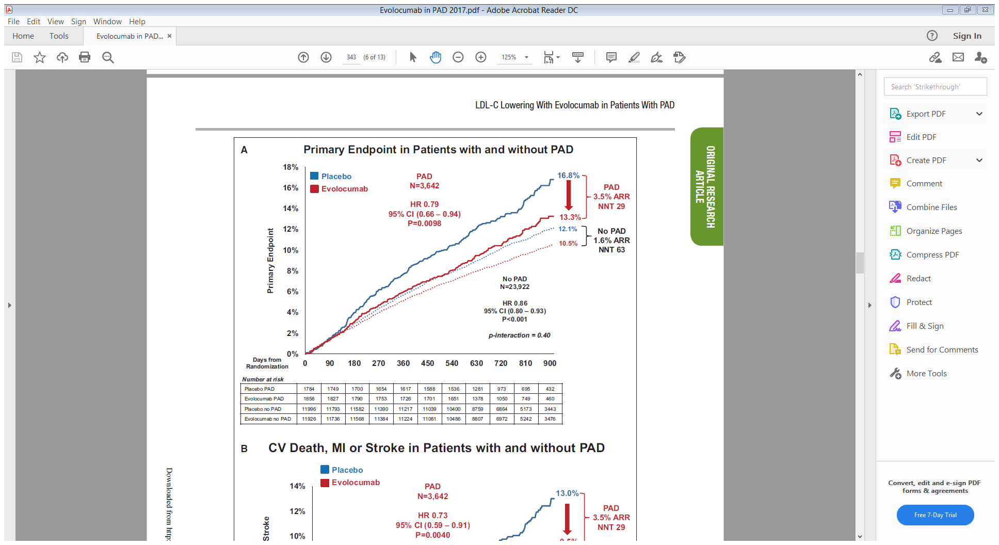 Evolocumab in PAD 2017.pdf - Adobe Acrobat Reader DC
File Edit View Sign Window Help
Home Tools Evolocumab in PAD... × Sign In
343 (6 of 13) 125%
LDL-C Lowering With Evolocumab in Patients With PAD
ORIGINAL RESEARCH
ARTICLE
A Primary Endpoint in Patients with and without PAD
Primary Endpoint
18%
16%
14%
12%
10%
8%
6%
4%
2%
0%
Placebo
Evolocumab
PAD
N=3,642
HR 0.79
95% CI (0.66 – 0.94)
P=0.0098
16.8%
13.3%
12.1%
10.5%
PAD
3.5% ARR
NNT 29
No PAD
1.6% ARR
NNT 63
No PAD
N=23,922
HR 0.86
95% CI (0.80 – 0.93)
P<0.001
p-interaction = 0.40
Days from
Randomization
0 90 180 270 360 450 540 630 720 810 900
Number at risk
Placebo PAD 1784 1749 1700 1654 1617 1588 1536 1281 973 695 432
Evolocumab PAD 1858 1827 1790 1753 1726 1701 1651 1378 1050 749 460
Placebo no PAD 11996 11793 11582 11390 11217 11039 10400 8759 6864 5173 3443
Evolocumab no PAD 11926 11736 11568 11384 11224 11081 10486 8807 6972 5242 3476
B CV Death, MI or Stroke in Patients with and without PAD
Stroke
14%
12%
10%
Placebo
Evolocumab
PAD
N=3,642
HR 0.73
95% CI (0.59 – 0.91)
P=0.0040
13.0%
PAD
3.5% ARR
NNT 29
Downloaded from http:
Search 'Strikethrough'
Export PDF
Edit PDF
Create PDF
Comment
Combine Files
Organize Pages
Compress PDF
Redact
Protect
Fill & Sign
Send for Comments
More Tools
Convert, edit and e-sign PDF
forms & agreements
Free 7-Day Trial